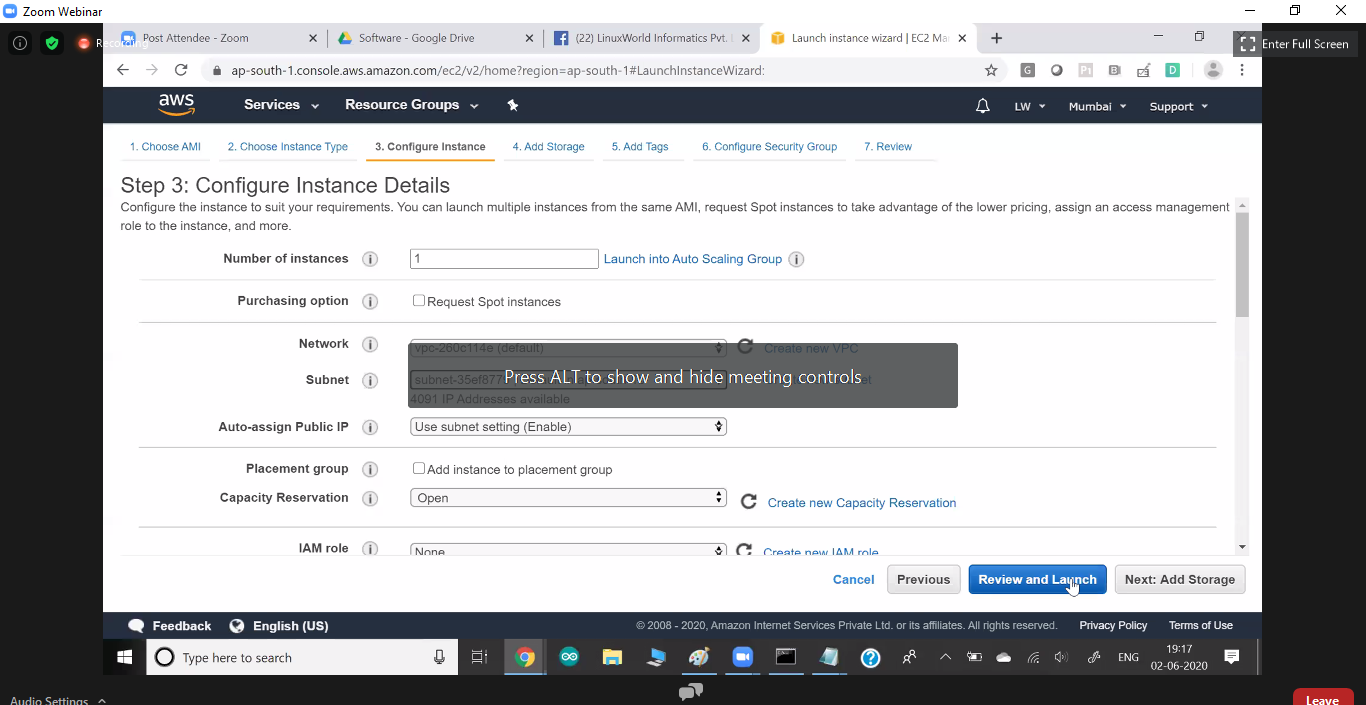 Zoom Webinar
Recording
Post Attendee - Zoom
Software - Google Drive
(22) LinuxWorld Informatics Pvt.
Launch instance wizard | EC2 Ma
Enter Full Screen
ap-south-1.console.aws.amazon.com/ec2/v2/home?region=ap-south-1#LaunchInstanceWizard:
aws Services Resource Groups LW Mumbai Support
1. Choose AMI 2. Choose Instance Type 3. Configure Instance 4. Add Storage 5. Add Tags 6. Configure Security Group 7. Review
Step 3: Configure Instance Details
Configure the instance to suit your requirements. You can launch multiple instances from the same AMI, request Spot instances to take advantage of the lower pricing, assign an access management
role to the instance, and more.
Number of instances 1 Launch into Auto Scaling Group
Purchasing option Request Spot instances
Network vpc-260c114e (default) Create new VPC
Subnet subnet-35ef877
Press ALT to show and hide meeting controls
4091 IP Addresses available
Auto-assign Public IP Use subnet setting (Enable)
Placement group Add instance to placement group
Capacity Reservation Open Create new Capacity Reservation
IAM role None Create new IAM role
Cancel Previous Review and Launch Next: Add Storage
Feedback English (US) © 2008 - 2020, Amazon Internet Services Private Ltd. or its affiliates. All rights reserved. Privacy Policy Terms of Use
Type here to search ENG 19:17
02-06-2020
Audio Settings Leave